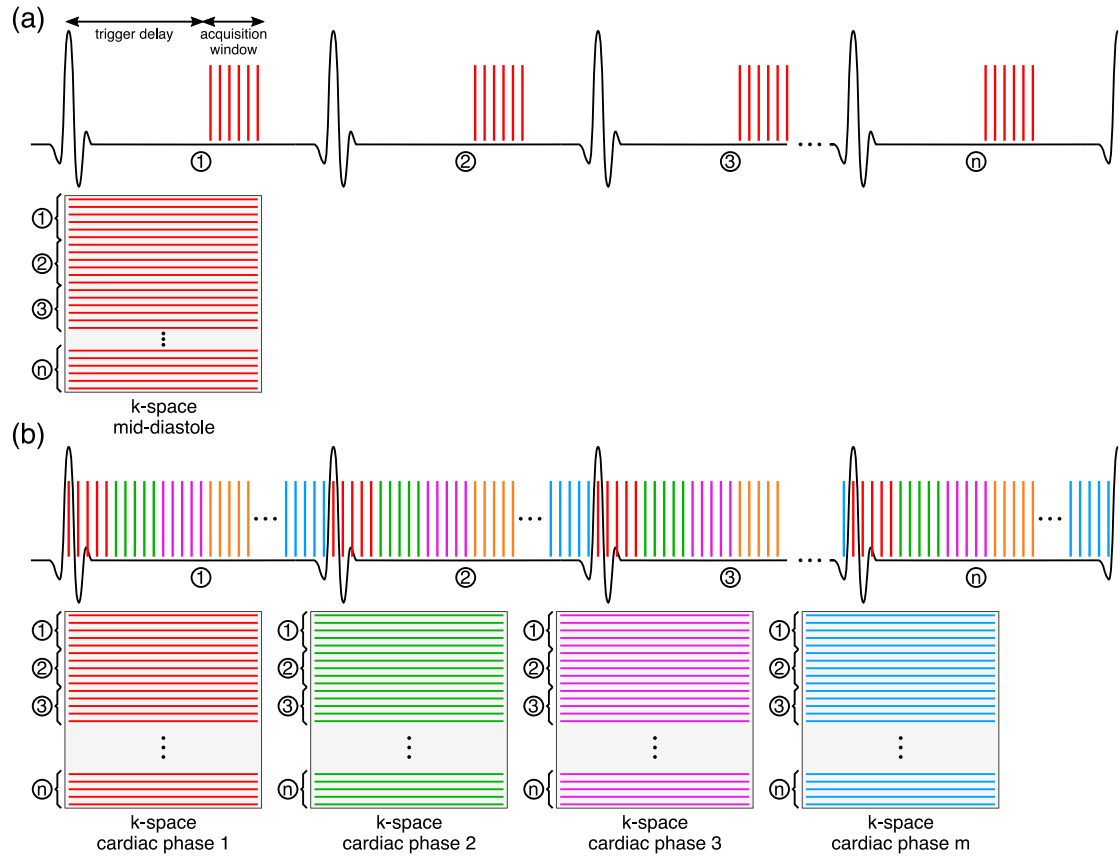 (a)
trigger delay
acquisition
window
① ② ③ ... ⓝ
①
②
③
ⓝ
k-space
mid-diastole
(b)
... ... ...
① ② ③ ... ⓝ
① ① ① ①
② ② ② ②
③ ③ ③ ③
ⓝ ⓝ ⓝ ⓝ
k-space k-space k-space k-space
cardiac phase 1 cardiac phase 2 cardiac phase 3 cardiac phase m